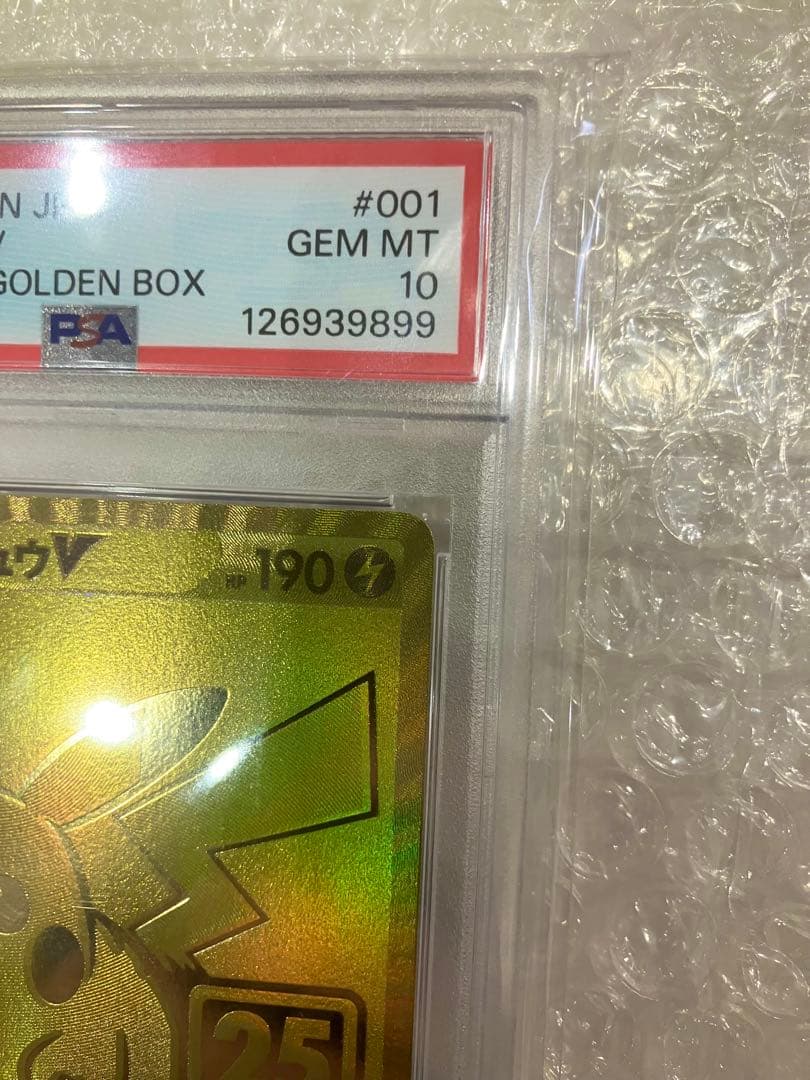 #001
GEM MT
GOLDEN BOX 10
PSA 126939899
ュウV HP 190
25